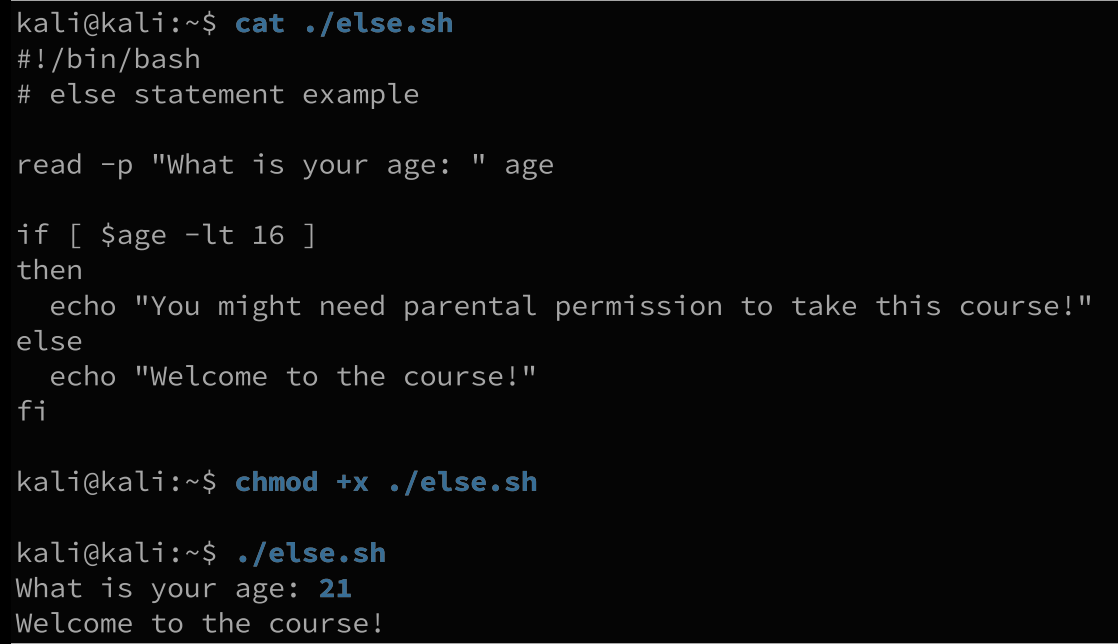 kali@kali:~$ cat ./else.sh
#!/bin/bash
# else statement example
read -p "What is your age: " age
if [ $age -lt 16 ]
then
  echo "You might need parental permission to take this course!"
else
  echo "Welcome to the course!"
fi
kali@kali:~$ chmod +x ./else.sh
kali@kali:~$ ./else.sh
What is your age: 21
Welcome to the course!